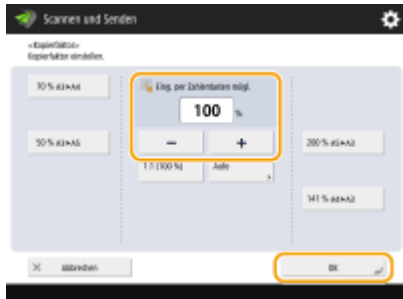 Scannen und Senden
<Kopierfaktor>
Kopierfaktor einstellen.
70 % A3➔A4
Eing. per Zahlentasten mögl.
100 %
50 % A3➔A5
−
+
200 % A5➔A3
1:1 (100 %)
Auto
141 % A4➔A3
× Abbrechen
OK